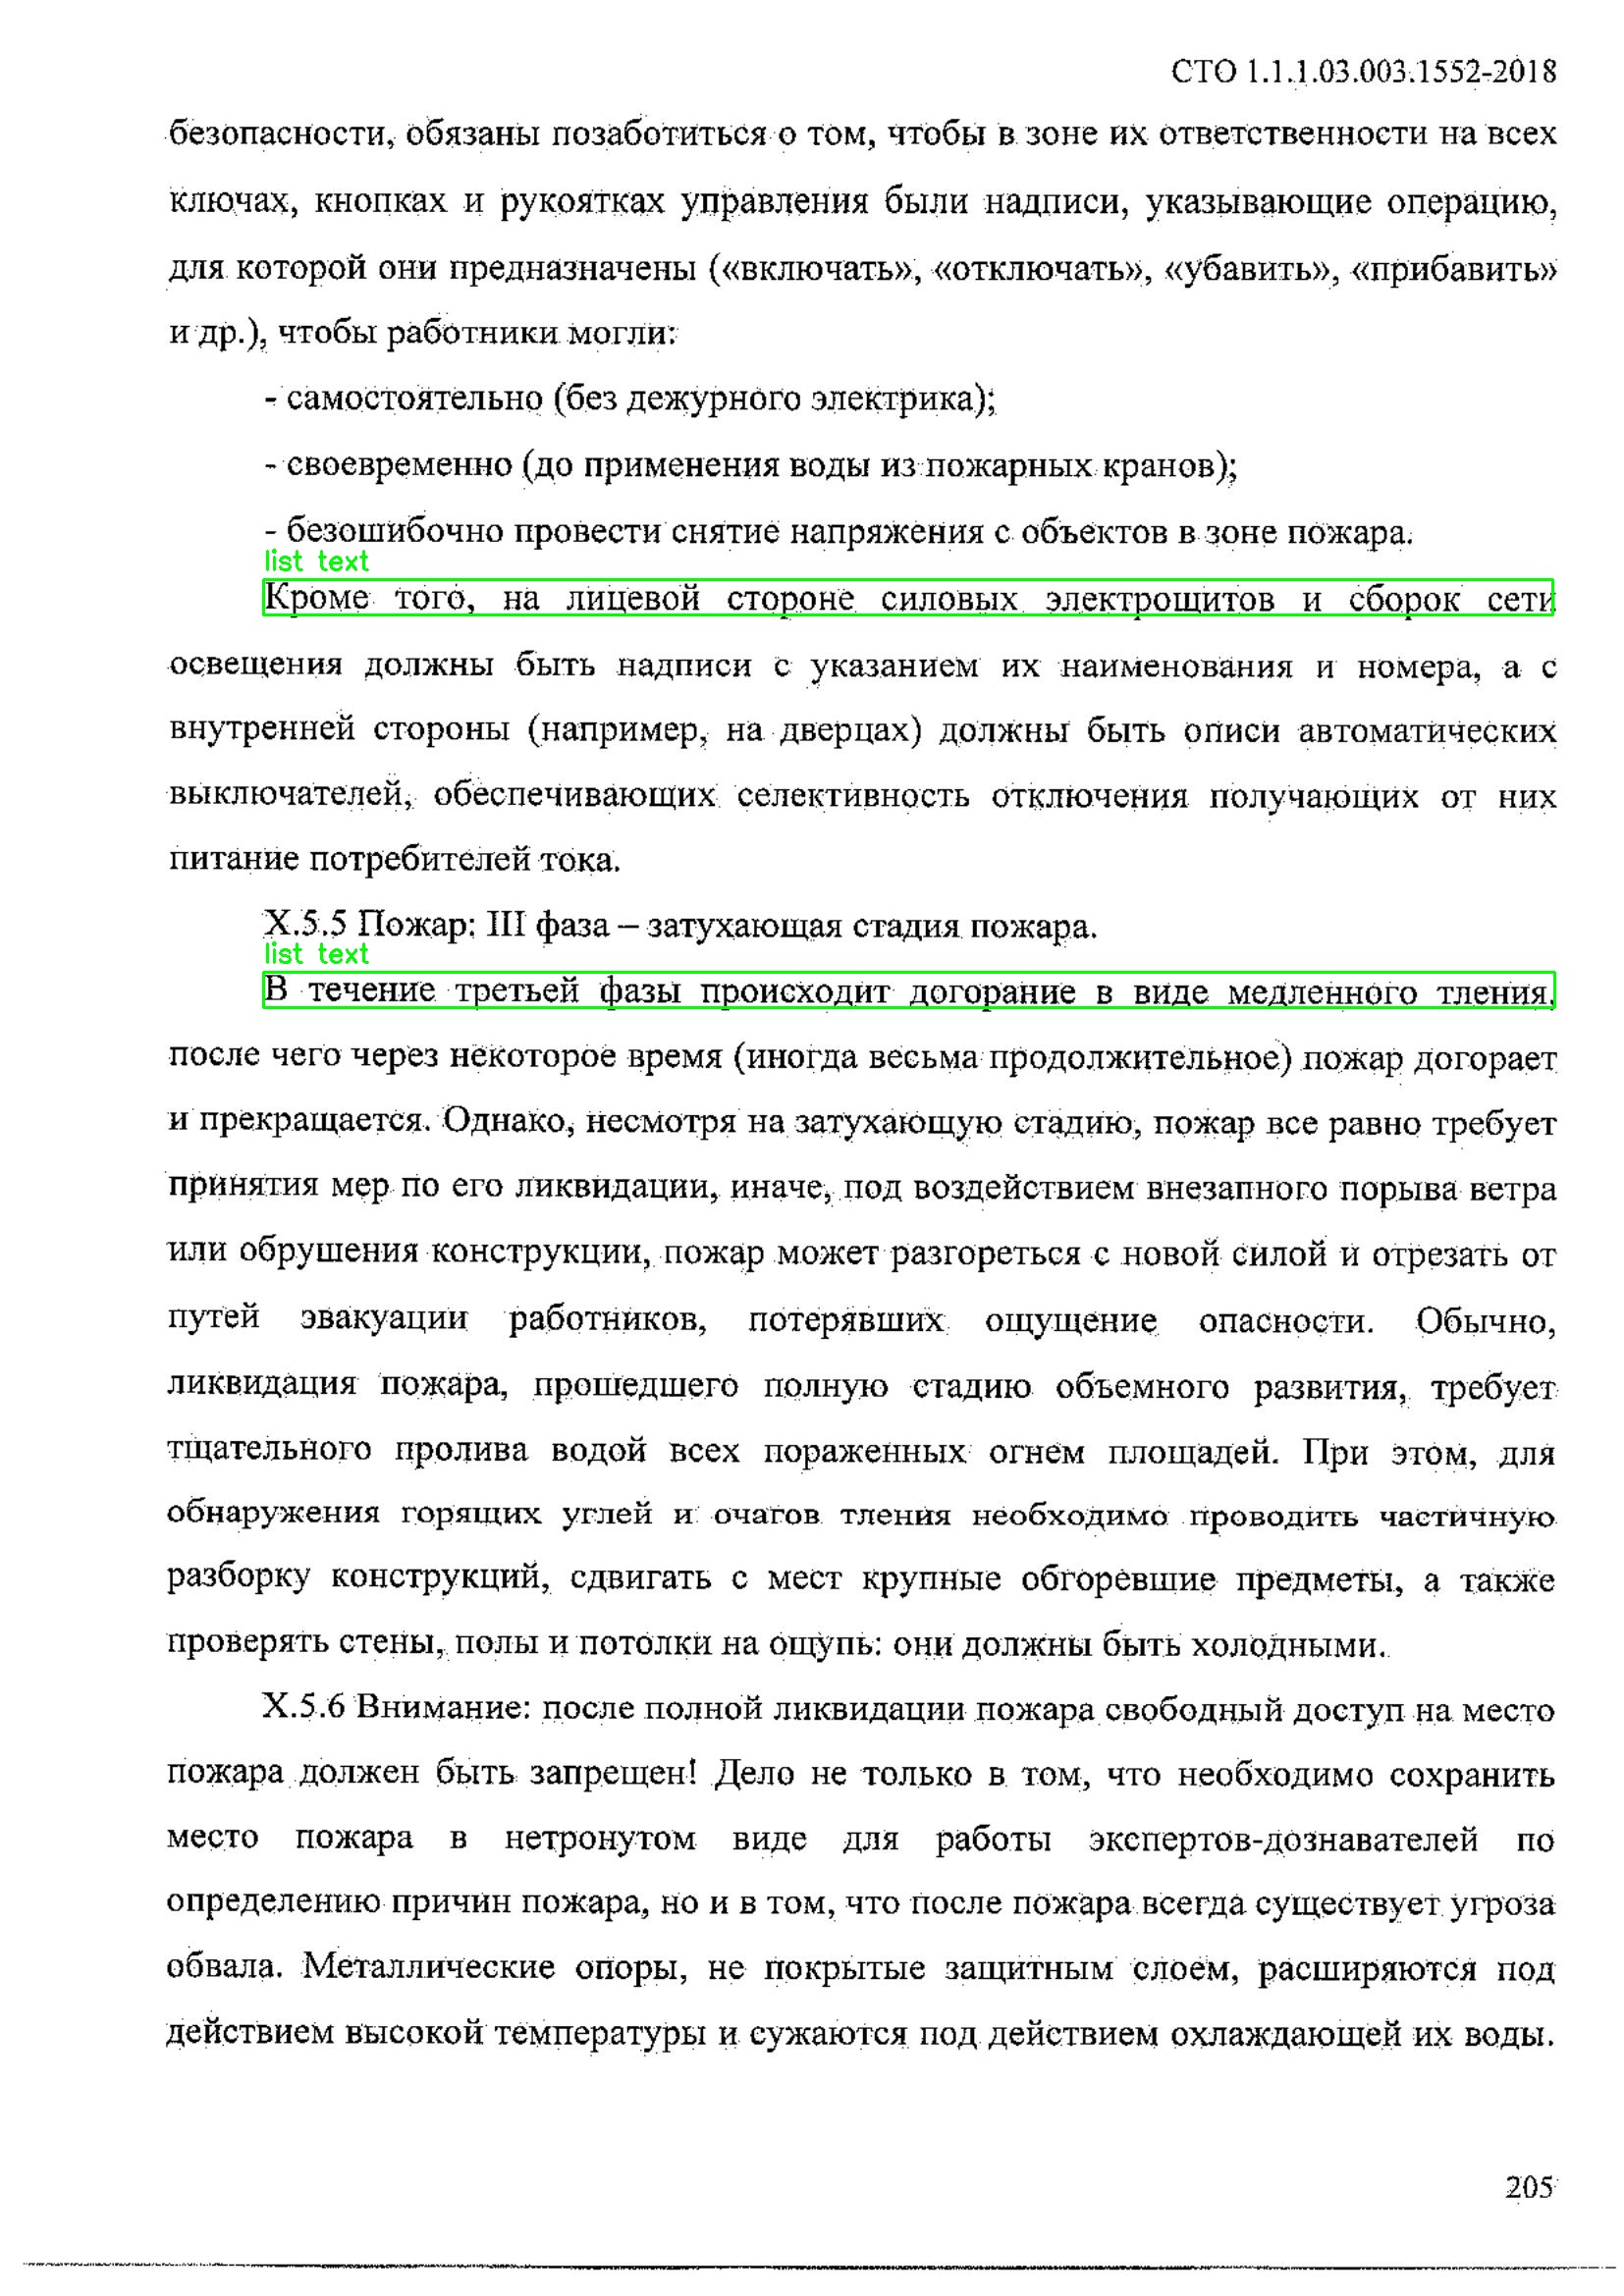 СТО 1.1.1.03.003.1552-2018
безопасности, обязаны позаботиться о том, чтобы в зоне их ответственности на всех
ключах, кнопках и рукоятках управления были надписи, указывающие операцию,
для которой они предназначены («включать», «отключать», «убавить», «прибавить»
и др.), чтобы работники могли:
- самостоятельно (без дежурного электрика);
- своевременно (до применения воды из пожарных кранов);
- безошибочно провести снятие напряжения с объектов в зоне пожара.
list text
Кроме того, на лицевой стороне силовых электрощитов и сборок сети
освещения должны быть надписи с указанием их наименования и номера, а с
внутренней стороны (например, на дверцах) должны быть описи автоматических
выключателей, обеспечивающих селективность отключения получающих от них
питание потребителей тока.
Х.5.5 Пожар: III фаза – затухающая стадия пожара.
list text
В течение третьей фазы происходит догорание в виде медленного тления,
после чего через некоторое время (иногда весьма продолжительное) пожар догорает
и прекращается. Однако, несмотря на затухающую стадию, пожар все равно требует
принятия мер по его ликвидации, иначе, под воздействием внезапного порыва ветра
или обрушения конструкции, пожар может разгореться с новой силой и отрезать от
путей эвакуации работников, потерявших ощущение опасности. Обычно,
ликвидация пожара, прошедшего полную стадию объемного развития, требует
тщательного пролива водой всех пораженных огнем площадей. При этом, для
обнаружения горящих углей и очагов тления необходимо проводить частичную
разборку конструкций, сдвигать с мест крупные обгоревшие предметы, а также
проверять стены, полы и потолки на ощупь: они должны быть холодными.
Х.5.6 Внимание: после полной ликвидации пожара свободный доступ на место
пожара должен быть запрещен! Дело не только в том, что необходимо сохранить
место пожара в нетронутом виде для работы экспертов-дознавателей по
определению причин пожара, но и в том, что после пожара всегда существует угроза
обвала. Металлические опоры, не покрытые защитным слоем, расширяются под
действием высокой температуры и сужаются под действием охлаждающей их воды.
205